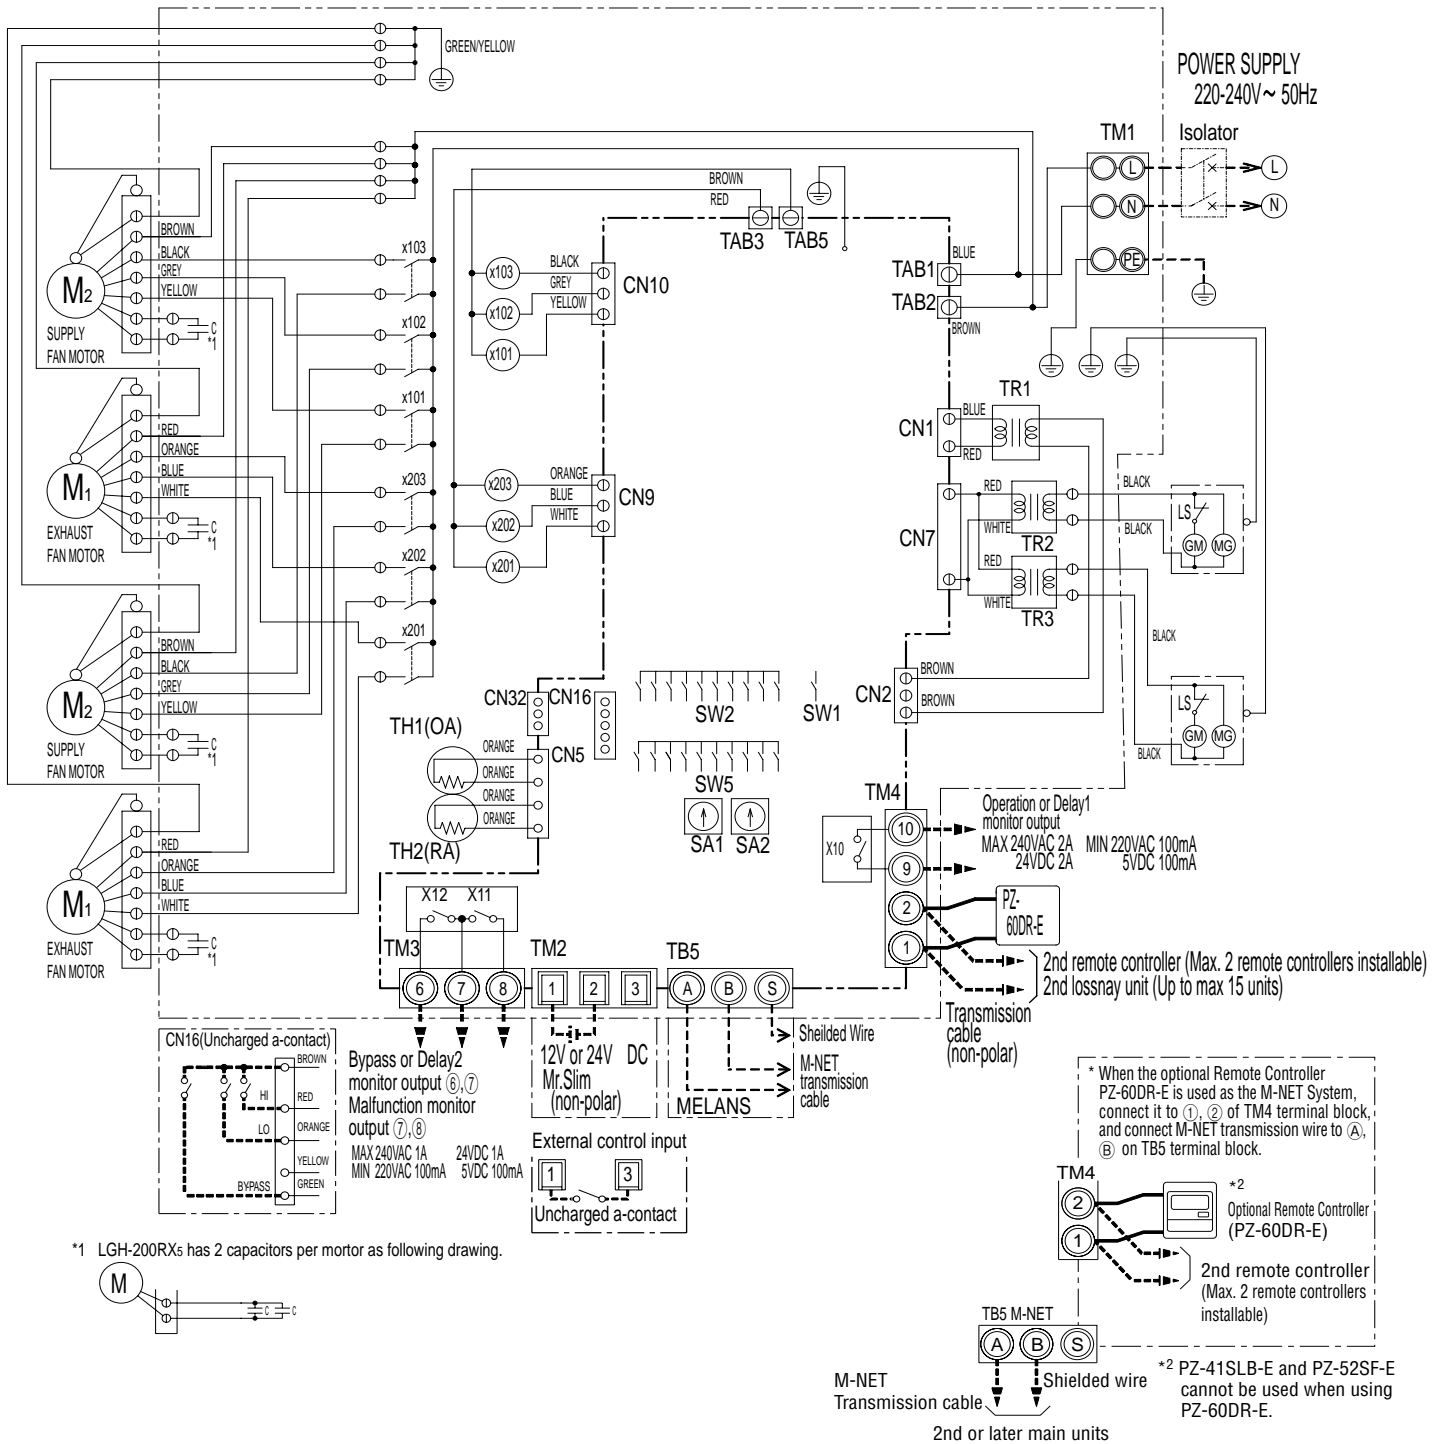 GREEN/YELLOW
POWER SUPPLY
220-240V~ 50Hz
TM1
Isolator
L
L
N
N
PE
BROWN
RED
TAB3
TAB5
TAB1
BLUE
TAB2
BROWN
BROWN
BLACK
GREY
YELLOW
M2
SUPPLY
FAN MOTOR
C
*1
x103
x102
x101
x203
x202
x201
x103
x102
x101
BLACK
GREY
YELLOW
CN10
RED
ORANGE
BLUE
WHITE
M1
EXHAUST
FAN MOTOR
C
*1
x203
x202
x201
ORANGE
BLUE
WHITE
CN9
TR1
CN1
BLUE
RED
CN7
RED
WHITE
TR2
RED
WHITE
TR3
BLACK
BLACK
LS
GM
MG
BLACK
BLACK
LS
GM
MG
BROWN
BLACK
GREY
YELLOW
M2
SUPPLY
FAN MOTOR
C
*1
CN32
CN16
TH1(OA)
ORANGE
ORANGE
ORANGE
ORANGE
CN5
TH2(RA)
SW2
SW1
SW5
SA1
SA2
CN2
BROWN
BROWN
RED
ORANGE
BLUE
WHITE
M1
EXHAUST
FAN MOTOR
C
*1
TM4
X10
10
9
2
1
Operation or Delay1
monitor output
MAX 240VAC 2A MIN 220VAC 100mA
24VDC 2A 5VDC 100mA
PZ-
60DR-E
2nd remote controller (Max. 2 remote controllers installable)
2nd lossnay unit (Up to max 15 units)
Transmission
cable
(non-polar)
X12
X11
TM3
6
7
8
TM2
1
2
3
TB5
A
B
S
CN16(Uncharged a-contact)
BROWN
HI
RED
LO
ORANGE
YELLOW
BYPASS
GREEN
Bypass or Delay2
monitor output ⑥,⑦
Malfunction monitor
output ⑦,⑧
MAX 240VAC 1A 24VDC 1A
MIN 220VAC 100mA 5VDC 100mA
12V or 24V DC
Mr.Slim
(non-polar)
External control input
1
3
Uncharged a-contact
Sheilded Wire
M-NET
transmission
cable
MELANS
* When the optional Remote Controller
PZ-60DR-E is used as the M-NET System,
connect it to ①, ② of TM4 terminal block,
and connect M-NET transmission wire to Ⓐ,
Ⓑ on TB5 terminal block.
TM4
2
1
*2
Optional Remote Controller
(PZ-60DR-E)
2nd remote controller
(Max. 2 remote controllers
installable)
TB5 M-NET
A
B
S
M-NET
Transmission cable
Shielded wire
2nd or later main units
*2 PZ-41SLB-E and PZ-52SF-E
cannot be used when using
PZ-60DR-E.
*1 LGH-200RX5 has 2 capacitors per mortor as following drawing.
M
C
C